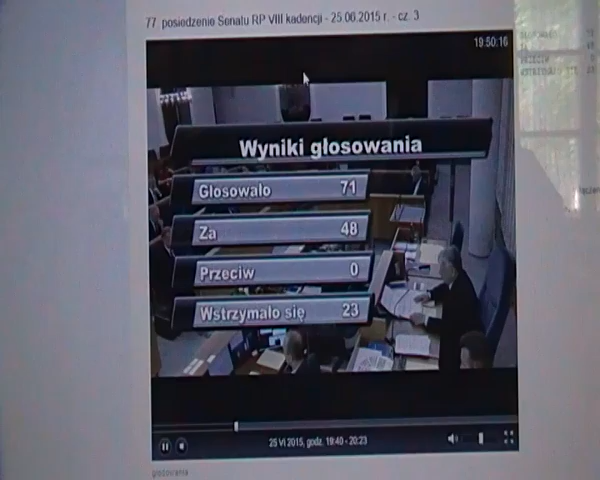 77 posiedzenie Senatu RP VIII kadencji - 25.06.2015 r. - cz. 3
19:50:16
Wyniki głosowania
Głosowało 71
Za 48
Przeciw 0
Wstrzymało się 23
25 VI 2015, godz. 19:40 - 20:23
głosowania